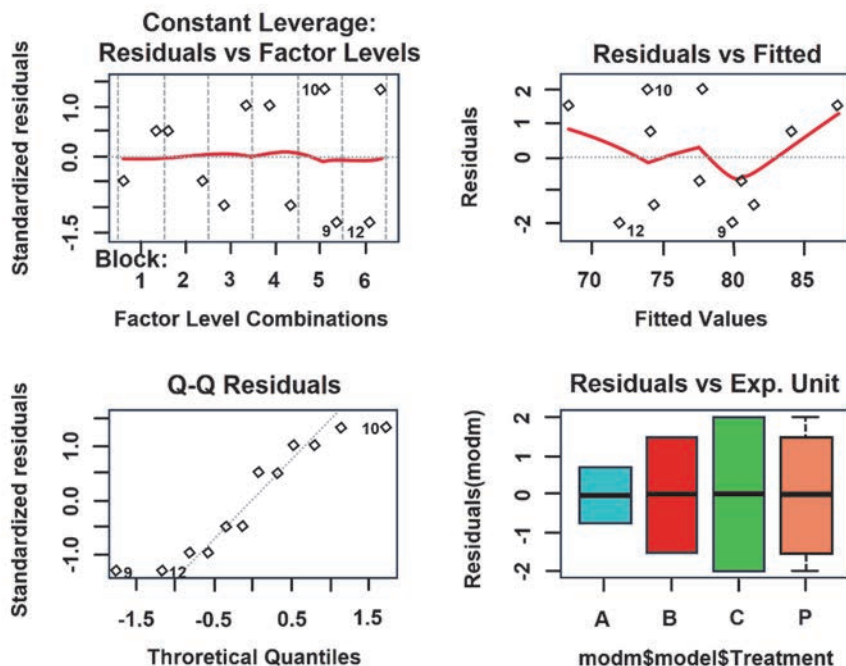 Constant Leverage:
Residuals vs Factor Levels
Standardized residuals
1.0
0.0
-1.5
10
9
12
Block:
1 2 3 4 5 6
Factor Level Combinations
Residuals vs Fitted
Residuals
2
1
0
-2
10
12
9
70 75 80 85
Fitted Values
Q-Q Residuals
Standardized residuals
1.0
0.0
-1.0
10
9
12
-1.5 -0.5 0.5 1.5
Throretical Quantiles
Residuals vs Exp. Unit
Residuals(modm)
2
1
0
-1
-2
A B C P
modm$model$Treatment